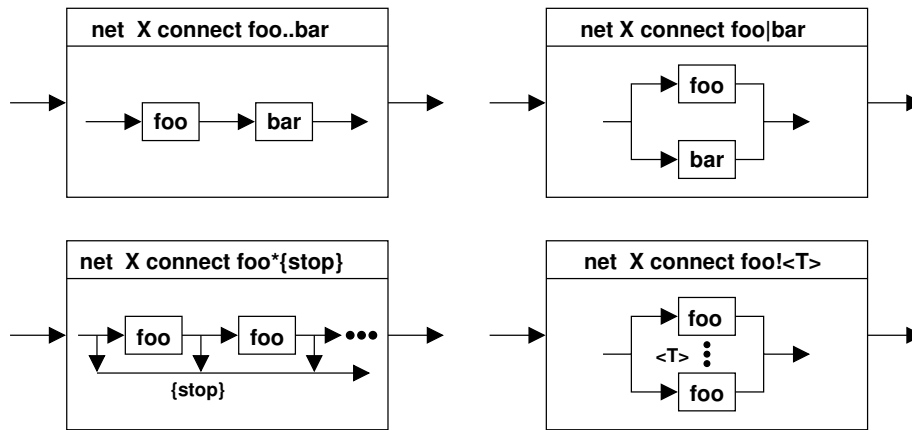 net X connect foo..bar
foo
bar
net X connect foo|bar
foo
bar
net X connect foo*{stop}
foo
foo
{stop}
net X connect foo!<T>
foo
<T>
foo